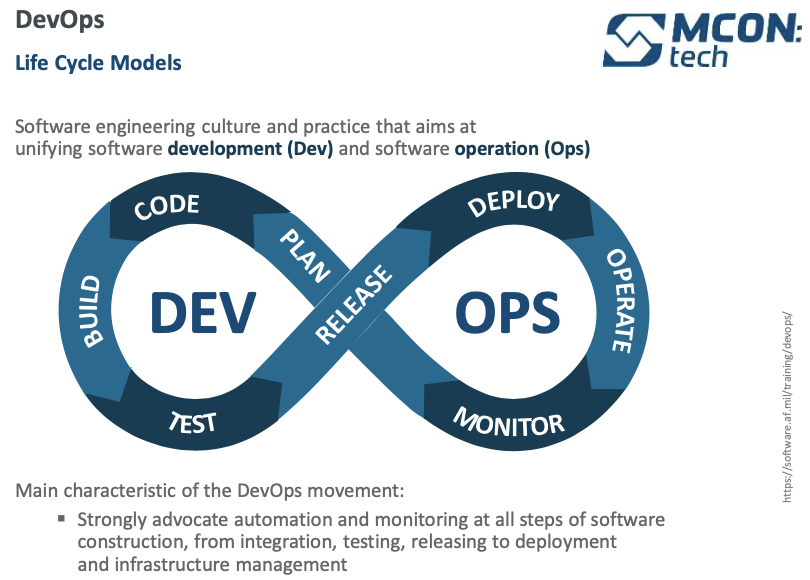 DevOps
Life Cycle Models
MCON:
tech
Software engineering culture and practice that aims at
unifying software development (Dev) and software operation (Ops)
CODE
PLAN
BUILD
DEV
TEST
RELEASE
DEPLOY
OPERATE
OPS
MONITOR
https://software.af.mil/training/devops/
Main characteristic of the DevOps movement:
▪ Strongly advocate automation and monitoring at all steps of software
construction, from integration, testing, releasing to deployment
and infrastructure management